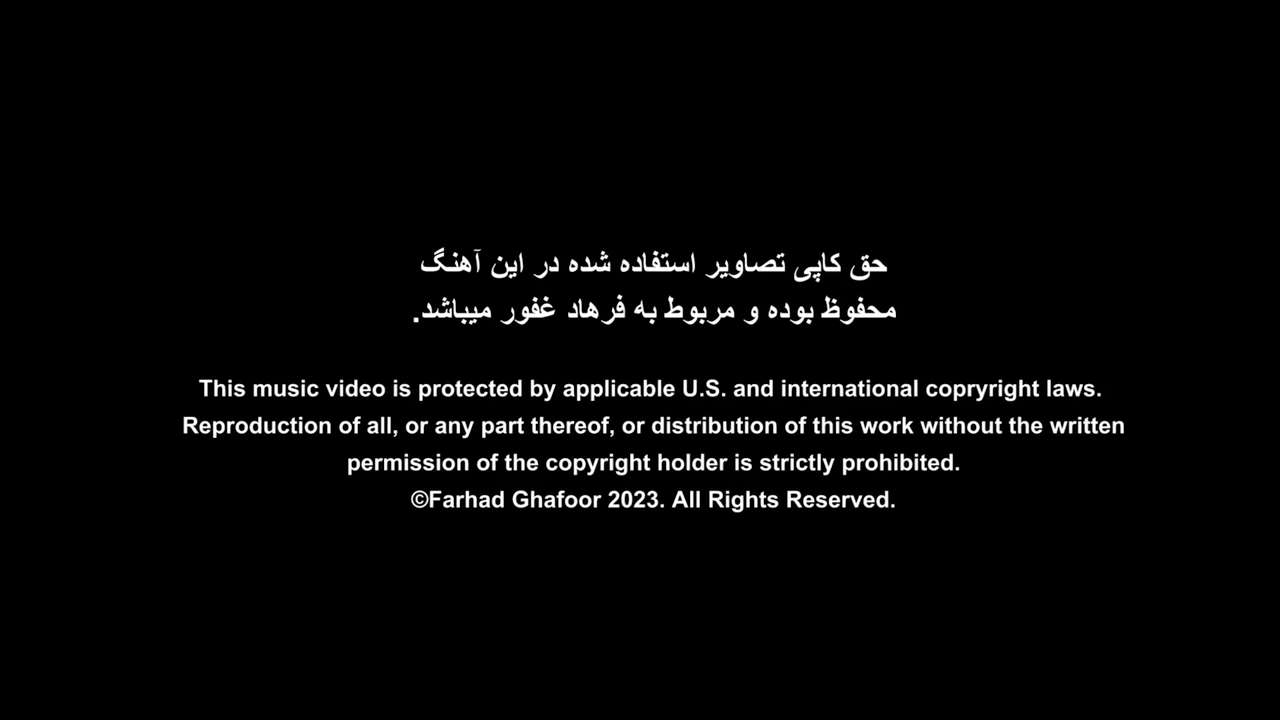 حق کاپی تصاویر استفاده شده در این آهنگ
محفوظ بوده و مربوط به فرهاد غفور میباشد.
This music video is protected by applicable U.S. and international copryright laws.
Reproduction of all, or any part thereof, or distribution of this work without the written
permission of the copyright holder is strictly prohibited.
©Farhad Ghafoor 2023. All Rights Reserved.